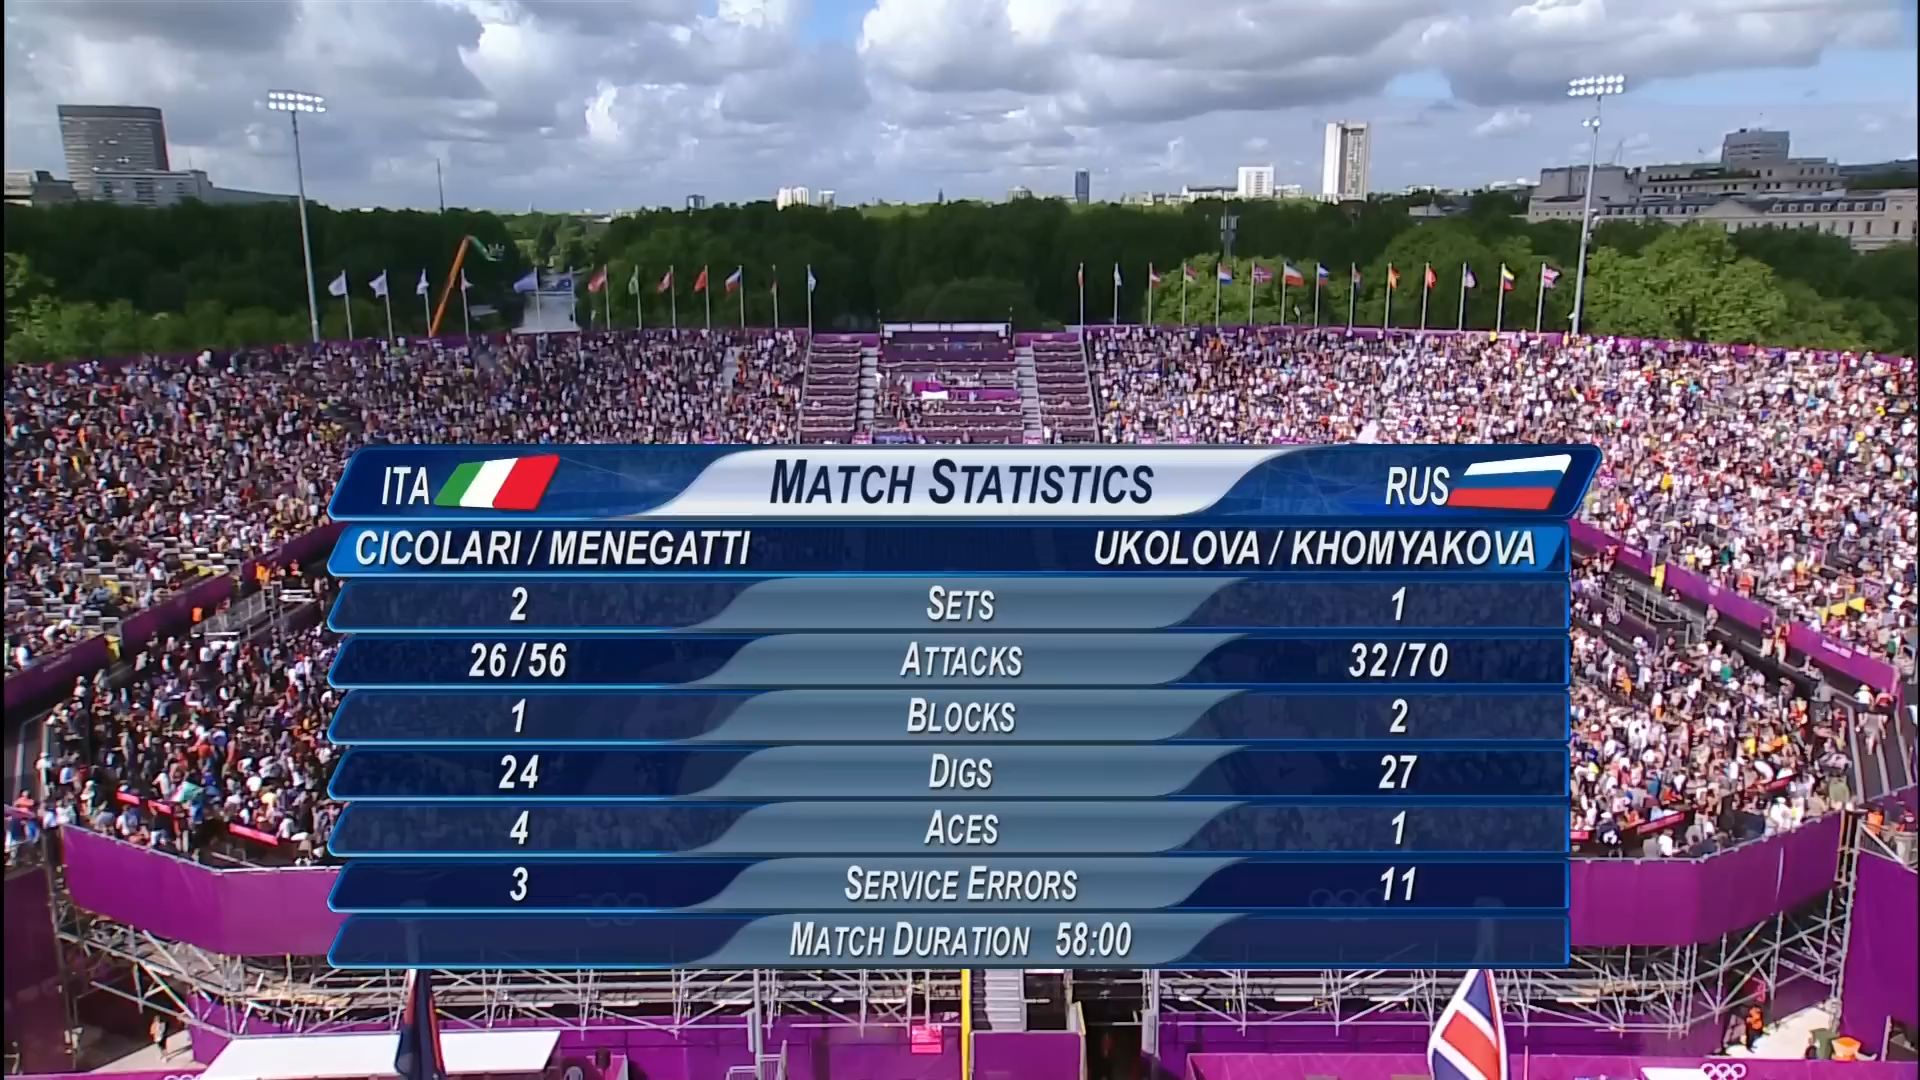 ITA MATCH STATISTICS RUS
CICOLARI / MENEGATTI UKOLOVA / KHOMYAKOVA
2 SETS 1
26/56 ATTACKS 32/70
1 BLOCKS 2
24 DIGS 27
4 ACES 1
3 SERVICE ERRORS 11
MATCH DURATION 58:00